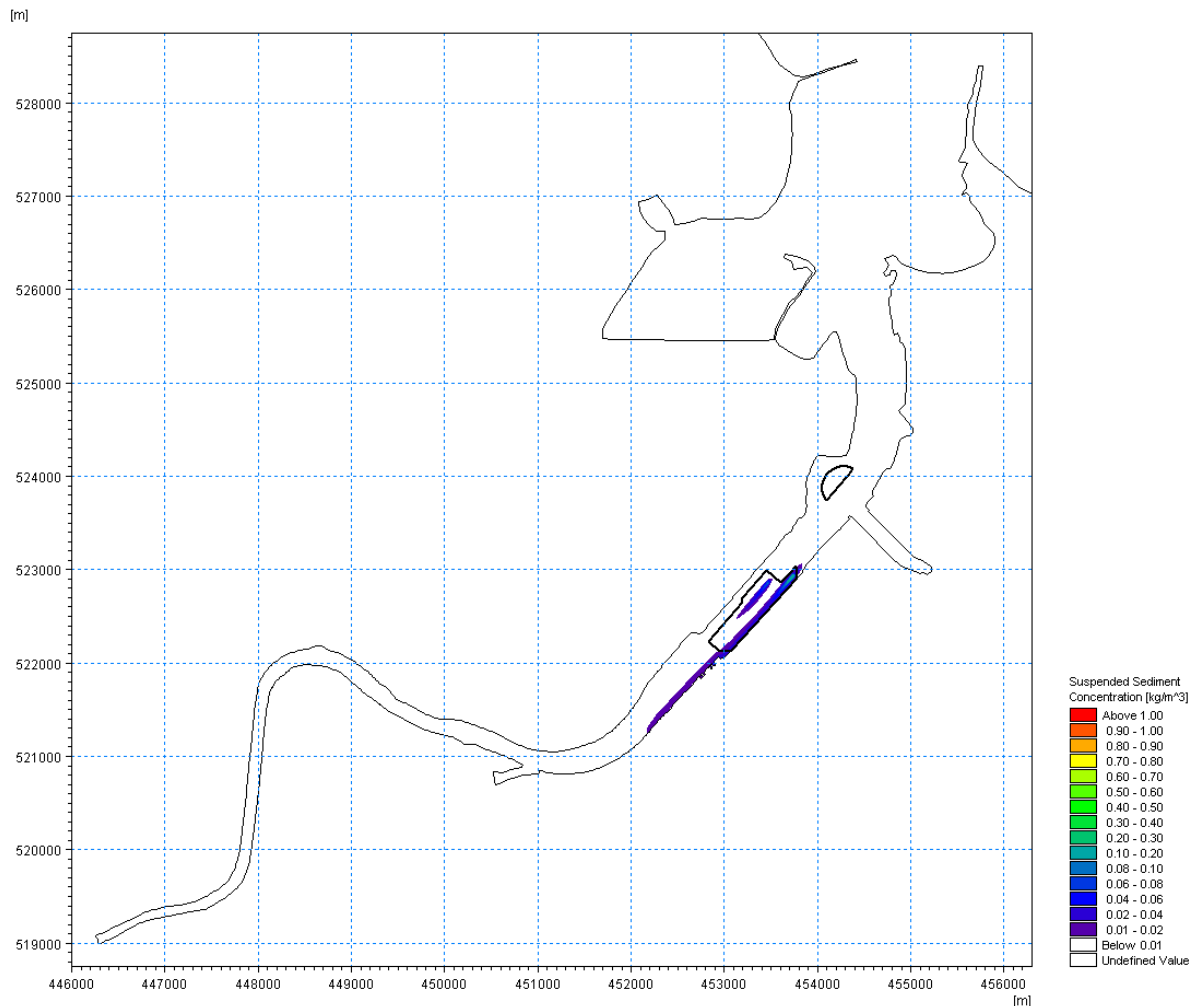 [m]
528000
527000
526000
525000
524000
523000
522000
521000
520000
519000
446000 447000 448000 449000 450000 451000 452000 453000 454000 455000 456000
[m]
Suspended Sediment
Concentration [kg/m^3]
Above 1.00
0.90 - 1.00
0.80 - 0.90
0.70 - 0.80
0.60 - 0.70
0.50 - 0.60
0.40 - 0.50
0.30 - 0.40
0.20 - 0.30
0.10 - 0.20
0.08 - 0.10
0.06 - 0.08
0.04 - 0.06
0.02 - 0.04
0.01 - 0.02
Below 0.01
Undefined Value